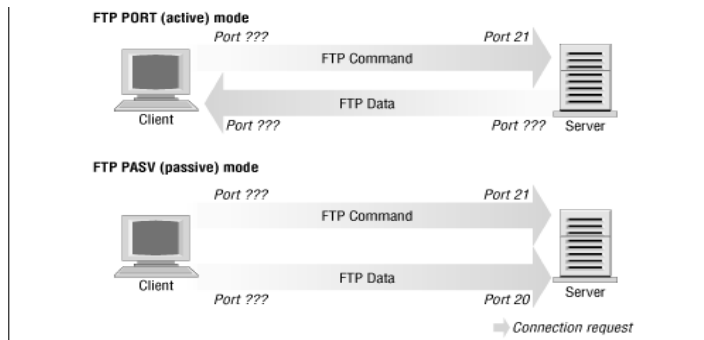 FTP PORT (active) mode
Port ??? Port 21
FTP Command
FTP Data
Client Port ??? Port ??? Server
FTP PASV (passive) mode
Port ??? Port 21
FTP Command
FTP Data
Client Server
Port ??? Port 20
Connection request